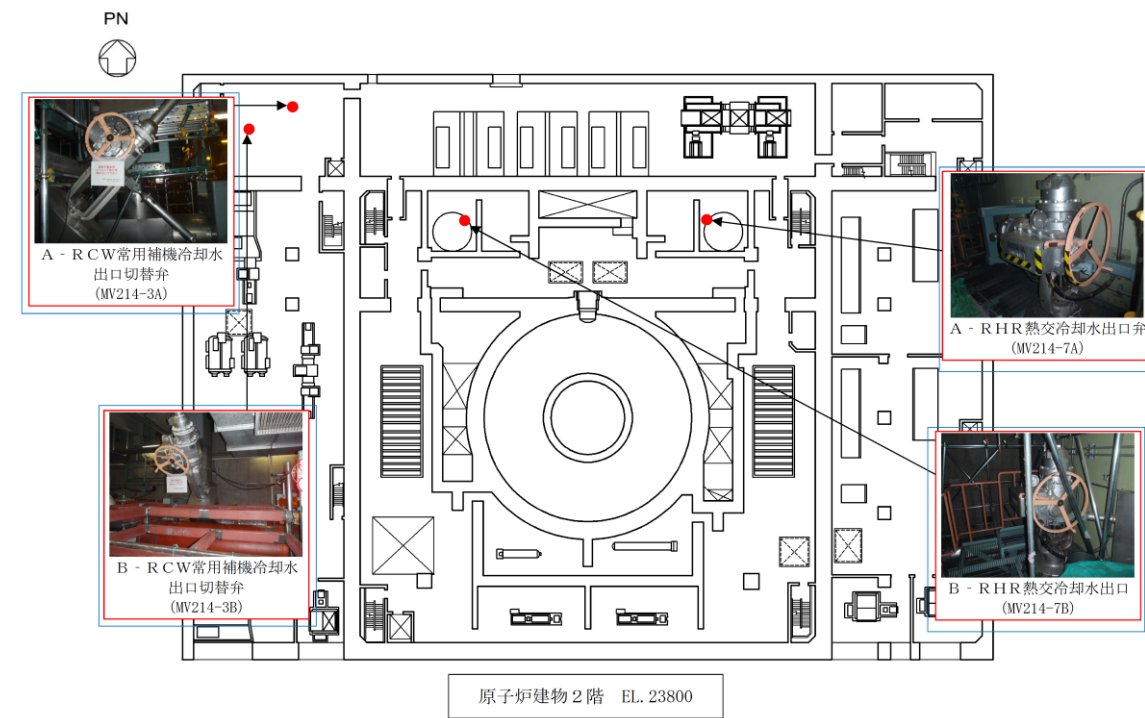 PN
A‐RCW常用補機冷却水
出口切替弁
(MV214-3A)
A‐RHR熱交冷却水出口弁
(MV214-7A)
B‐RCW常用補機冷却水
出口切替弁
(MV214-3B)
B‐RHR熱交冷却水出口
(MV214-7B)
原子炉建物2階 EL.23800